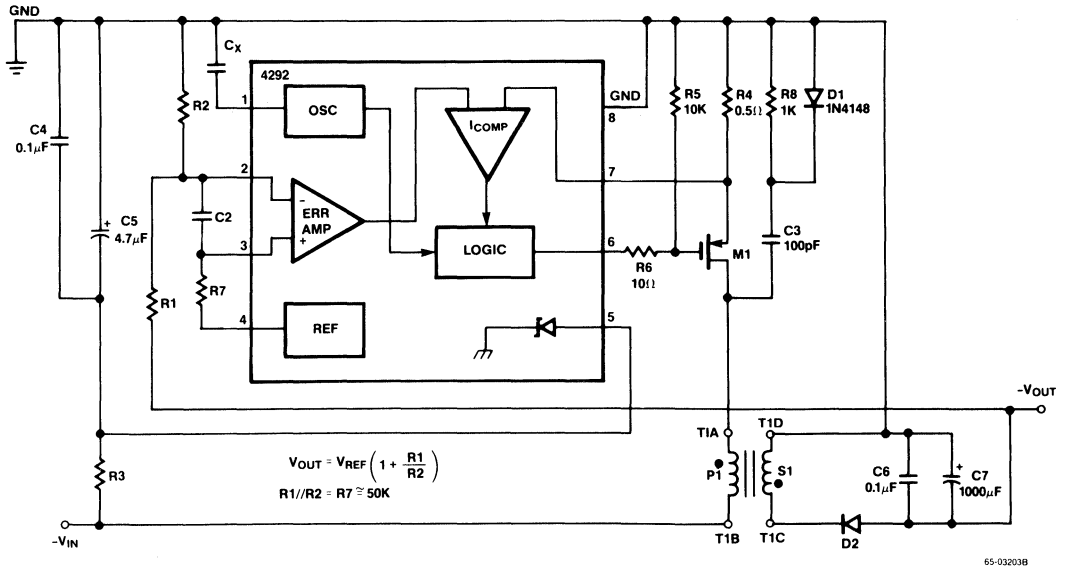 GND
CX
4292
1
OSC
ICOMP
GND
8
R5
10K
R4
0.5Ω
R8
1K
D1
1N4148
R2
C4
0.1μF
2
7
C5
+
4.7μF
C2
-
ERR
AMP
+
3
LOGIC
6
R6
10Ω
M1
C3
100pF
R1
R7
4
REF
5
-VOUT
T1A
T1D
P1
S1
C6
0.1μF
+
C7
1000μF
R3
VOUT = VREF ( 1 + R1/R2 )
R1//R2 = R7 ≅ 50K
-VIN
T1B
T1C
D2
65-03203B